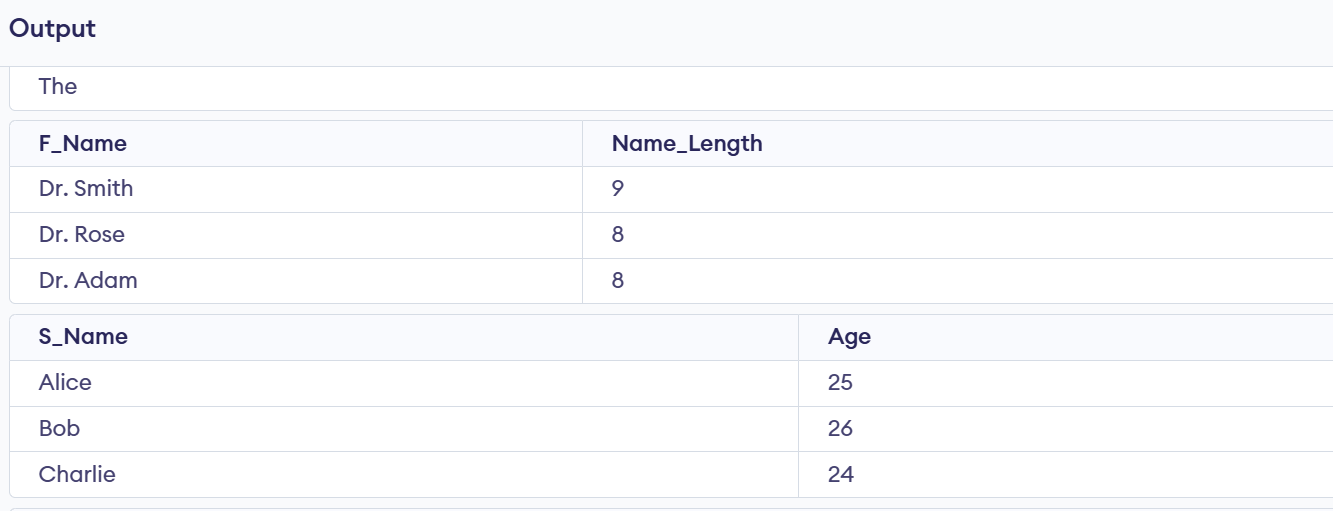 Output
The
F_Name Name_Length
Dr. Smith 9
Dr. Rose 8
Dr. Adam 8
S_Name Age
Alice 25
Bob 26
Charlie 24